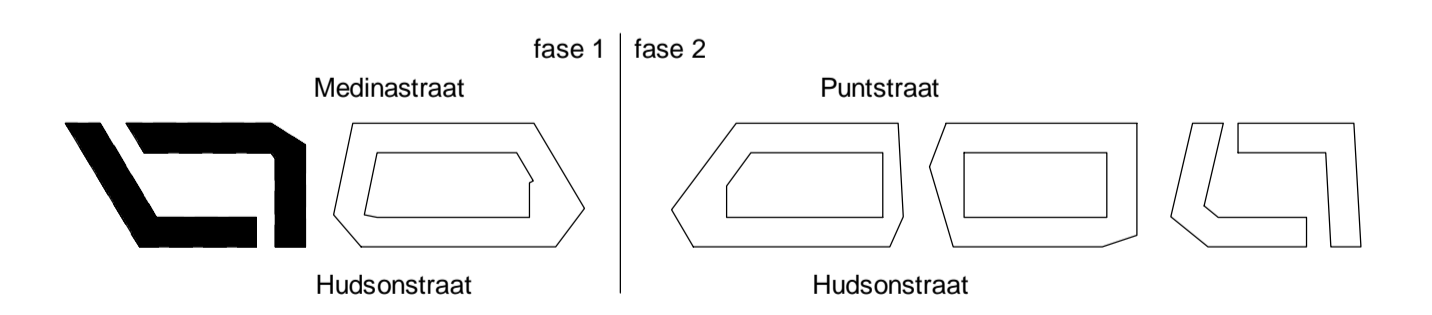 fase 1
fase 2
Medinastraat
Puntstraat
Hudsonstraat
Hudsonstraat